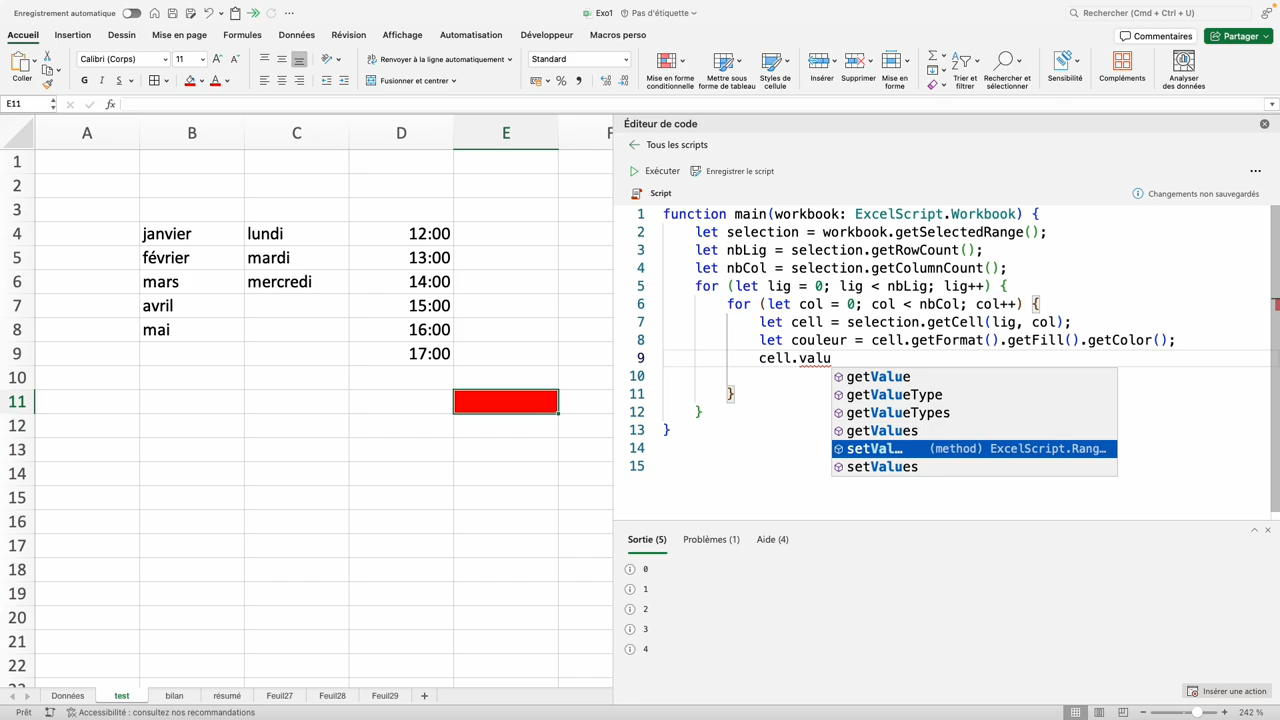 Enregistrement automatique
Exo1
Pas d'étiquette
Rechercher (Cmd + Ctrl + U)
Accueil Insertion Dessin Mise en page Formules Données Révision Affichage Automatisation Développeur Macros perso
Commentaires
Partager
Coller
Calibri (Corps) 11
Renvoyer à la ligne automatiquement
Standard
G I S
Fusionner et centrer
Mise en forme conditionnelle
Mettre sous forme de tableau
Styles de cellule
Insérer
Supprimer
Mise en forme
Trier et filtrer
Rechercher et sélectionner
Sensibilité
Compléments
Analyser des données
E11
fx
A B C D E F
1
2
3
4 janvier lundi 12:00
5 février mardi 13:00
6 mars mercredi 14:00
7 avril 15:00
8 mai 16:00
9 17:00
10
11
12
13
14
15
16
17
18
19
20
21
22
Éditeur de code
Tous les scripts
Exécuter Enregistrer le script
Script
Changements non sauvegardés
1 function main(workbook: ExcelScript.Workbook) {
2 let selection = workbook.getSelectedRange();
3 let nbLig = selection.getRowCount();
4 let nbCol = selection.getColumnCount();
5 for (let lig = 0; lig < nbLig; lig++) {
6 for (let col = 0; col < nbCol; col++) {
7 let cell = selection.getCell(lig, col);
8 let couleur = cell.getFormat().getFill().getColor();
9 cell.valu
10
11 }
12 }
13 }
14
15
getValue
getValueType
getValueTypes
getValues
setVal… (method) ExcelScript.Rang…
setValues
Sortie (5) Problèmes (1) Aide (4)
0
1
2
3
4
Insérer une action
Données test bilan résumé Feuil27 Feuil28 Feuil29
Prêt
Accessibilité : consultez nos recommandations
242 %